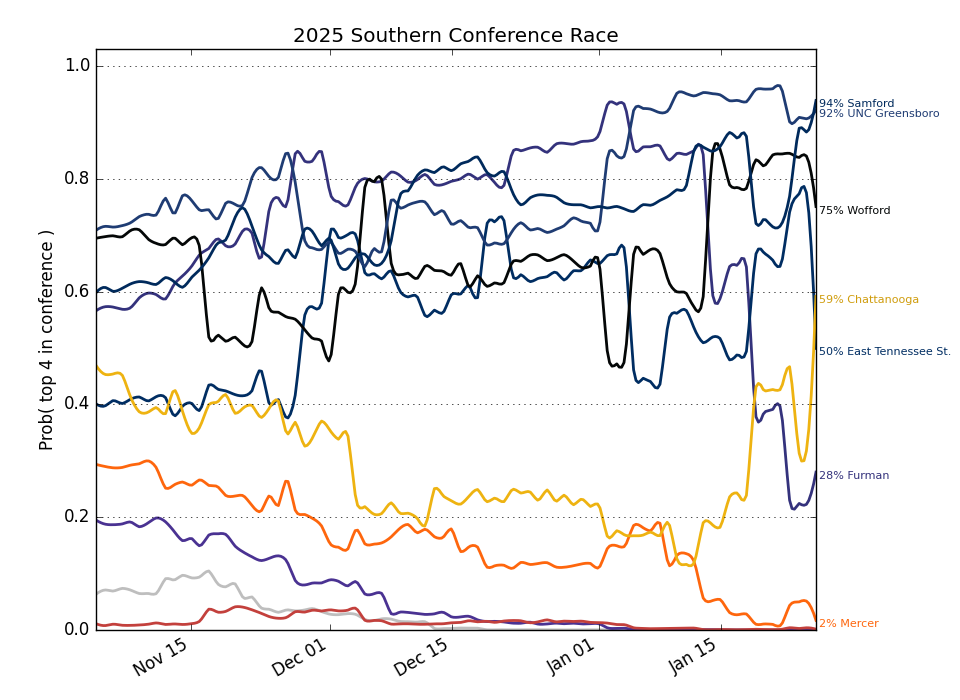 2025 Southern Conference Race
Prob( top 4 in conference )
1.0
0.8
0.6
0.4
0.2
0.0
Nov 15
Dec 01
Dec 15
Jan 01
Jan 15
94% Samford
92% UNC Greensboro
75% Wofford
59% Chattanooga
50% East Tennessee St.
28% Furman
2% Mercer